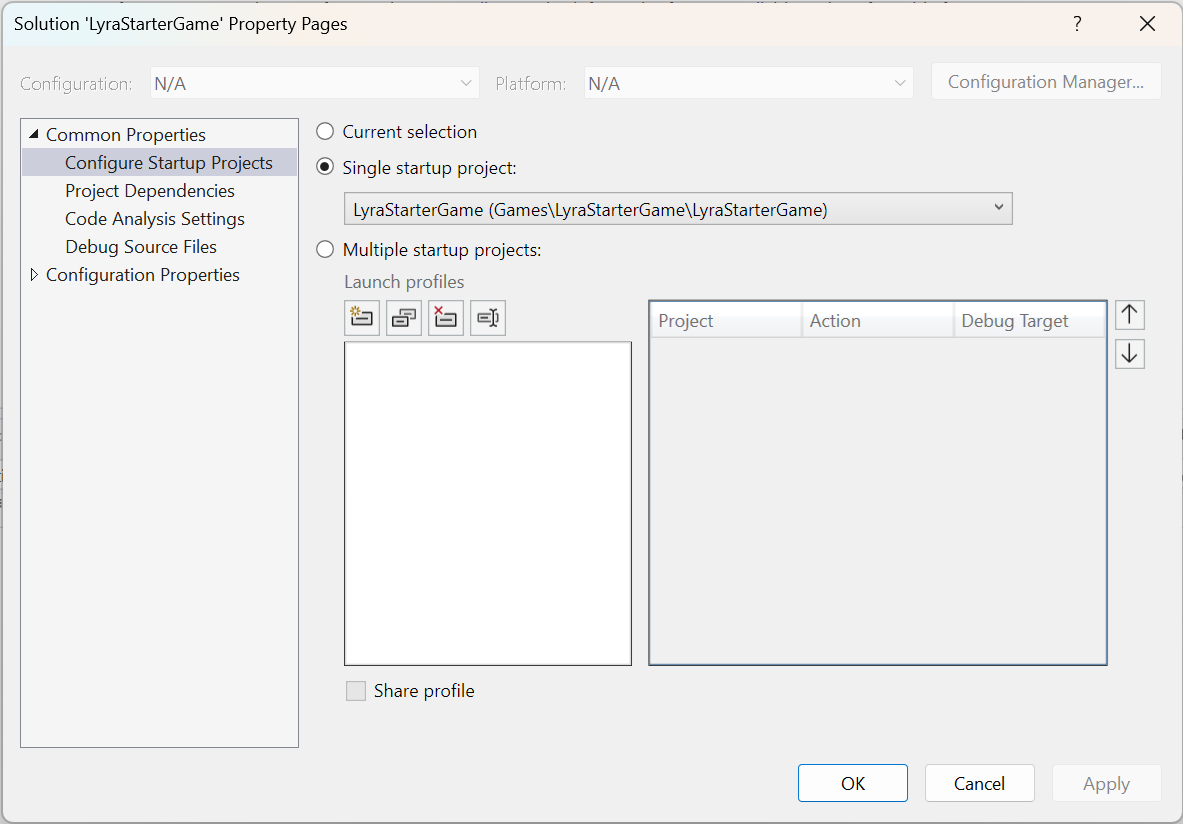 Solution 'LyraStarterGame' Property Pages
?
Configuration: N/A Platform: N/A Configuration Manager...
Common Properties
Configure Startup Projects
Project Dependencies
Code Analysis Settings
Debug Source Files
Configuration Properties
Current selection
Single startup project:
LyraStarterGame (Games\LyraStarterGame\LyraStarterGame)
Multiple startup projects:
Launch profiles
Project Action Debug Target
Share profile
OK Cancel Apply